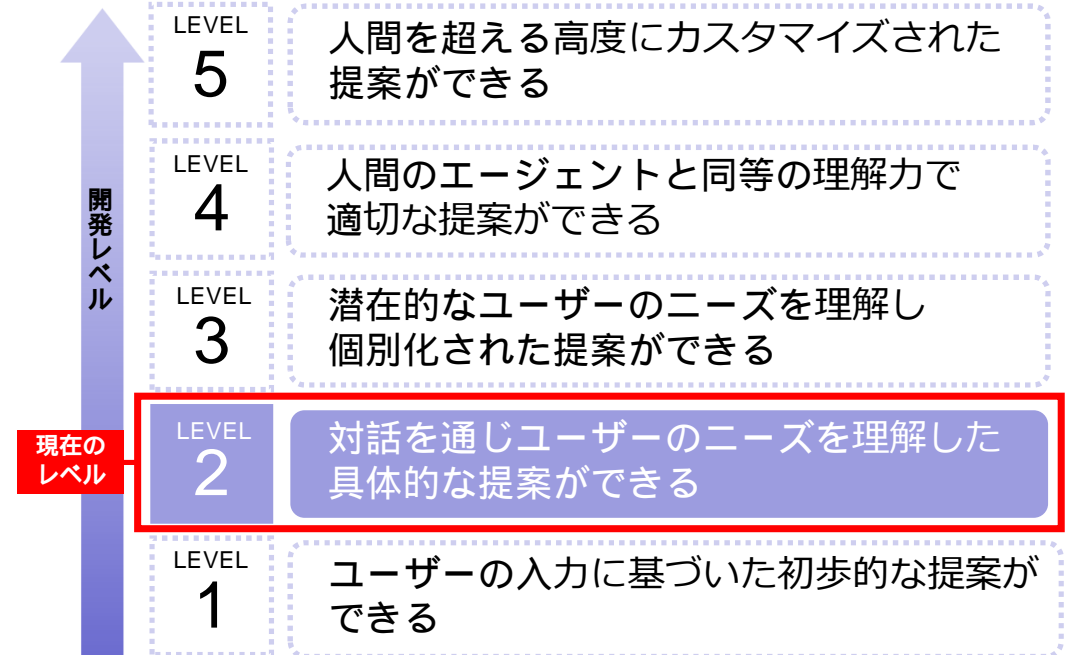 LEVEL
5
人間を超える高度にカスタマイズされた
提案ができる
LEVEL
4
人間のエージェントと同等の理解力で
適切な提案ができる
開発レベル
LEVEL
3
潜在的なユーザーのニーズを理解し
個別化された提案ができる
現在の
レベル
LEVEL
2
対話を通じユーザーのニーズを理解した
具体的な提案ができる
LEVEL
1
ユーザーの入力に基づいた初歩的な提案が
できる